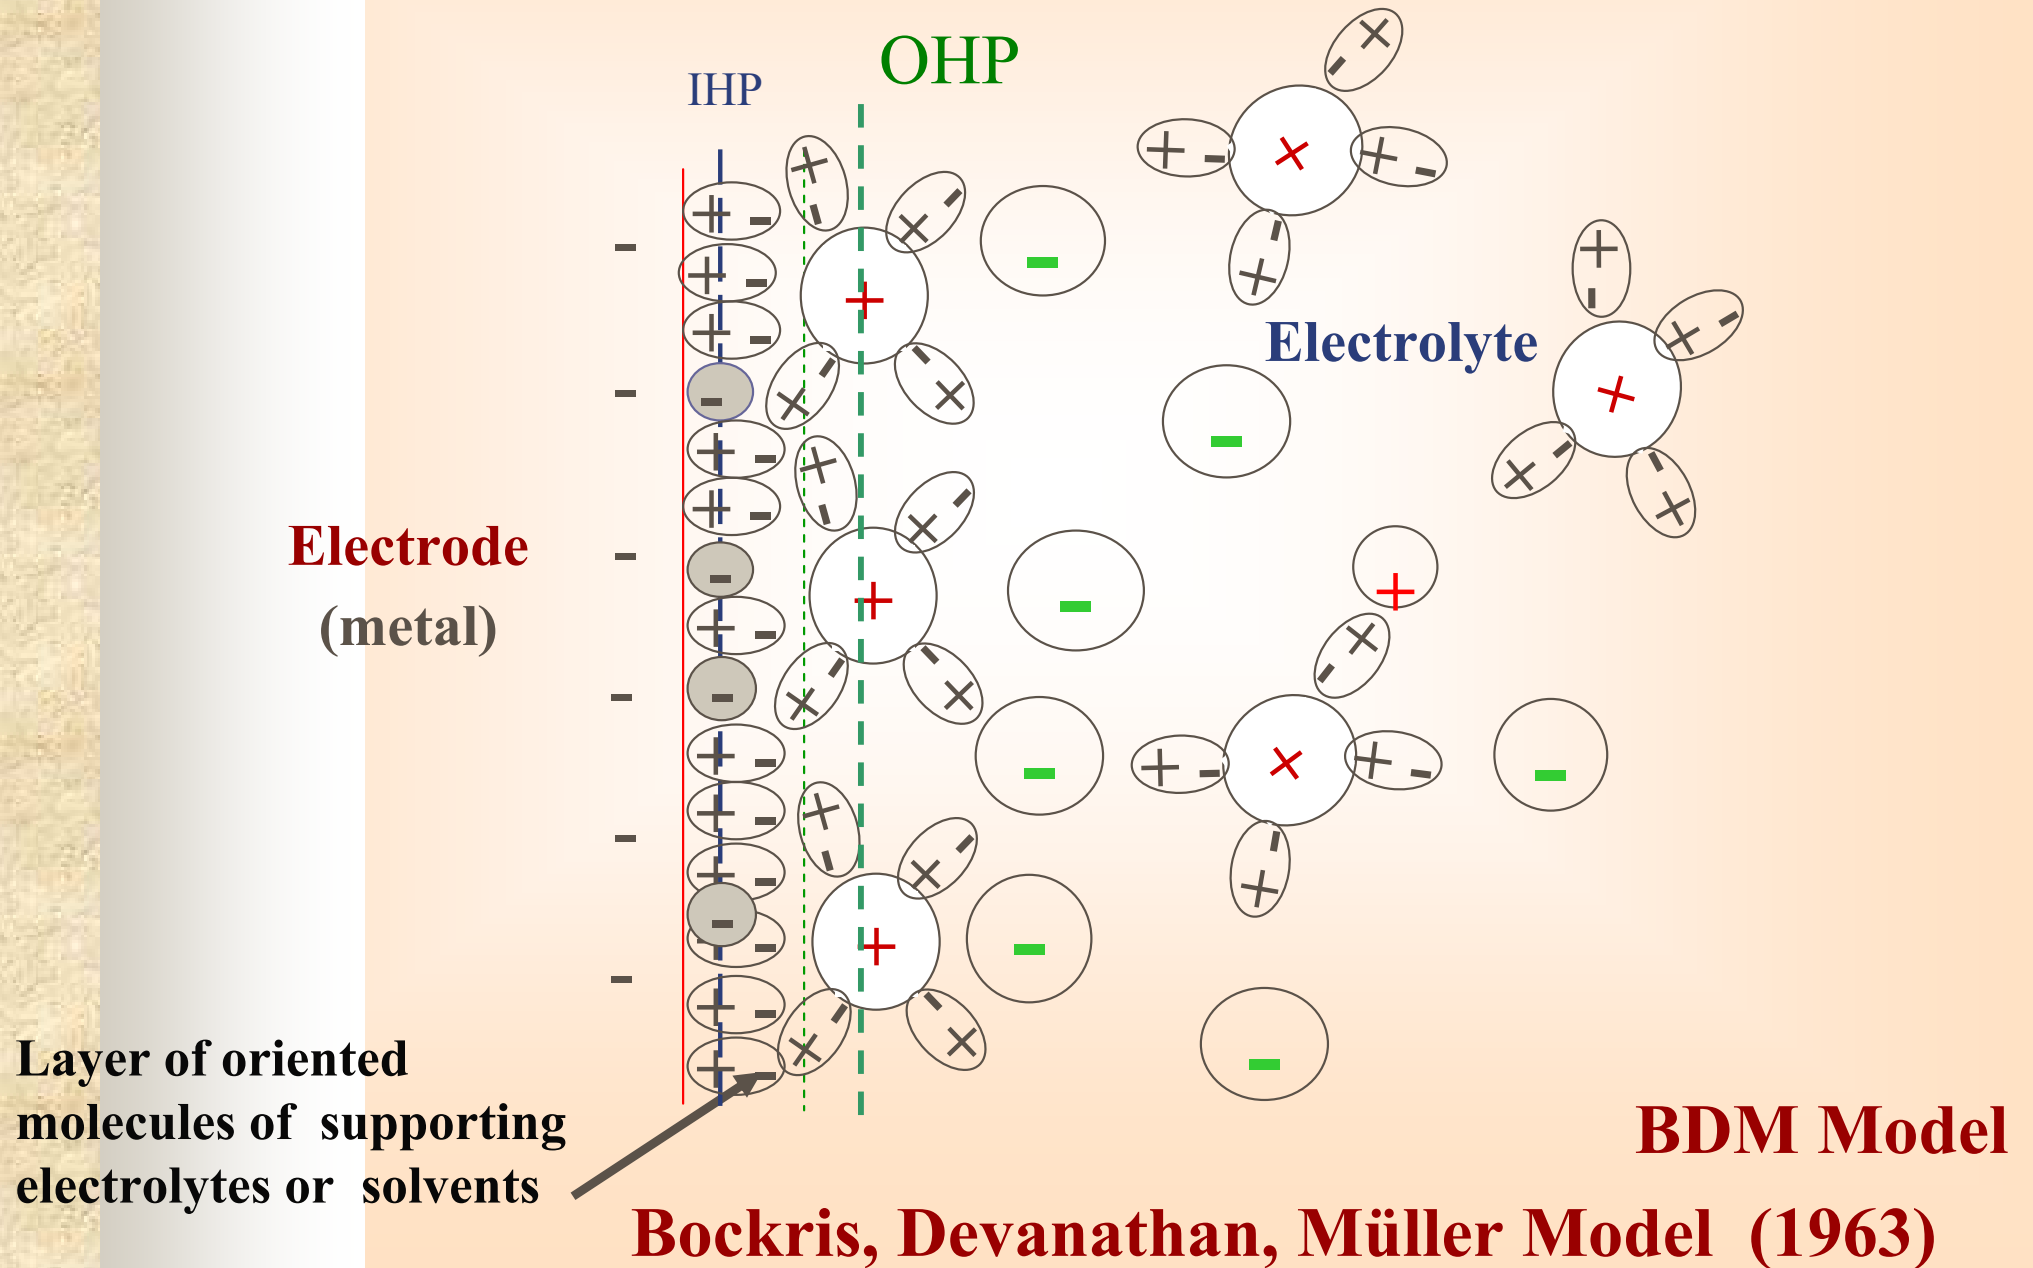 OHP
IHP
Electrolyte
Electrode
(metal)
Layer of oriented
molecules of supporting
electrolytes or solvents
BDM Model
Bockris, Devanathan, Müller Model (1963)